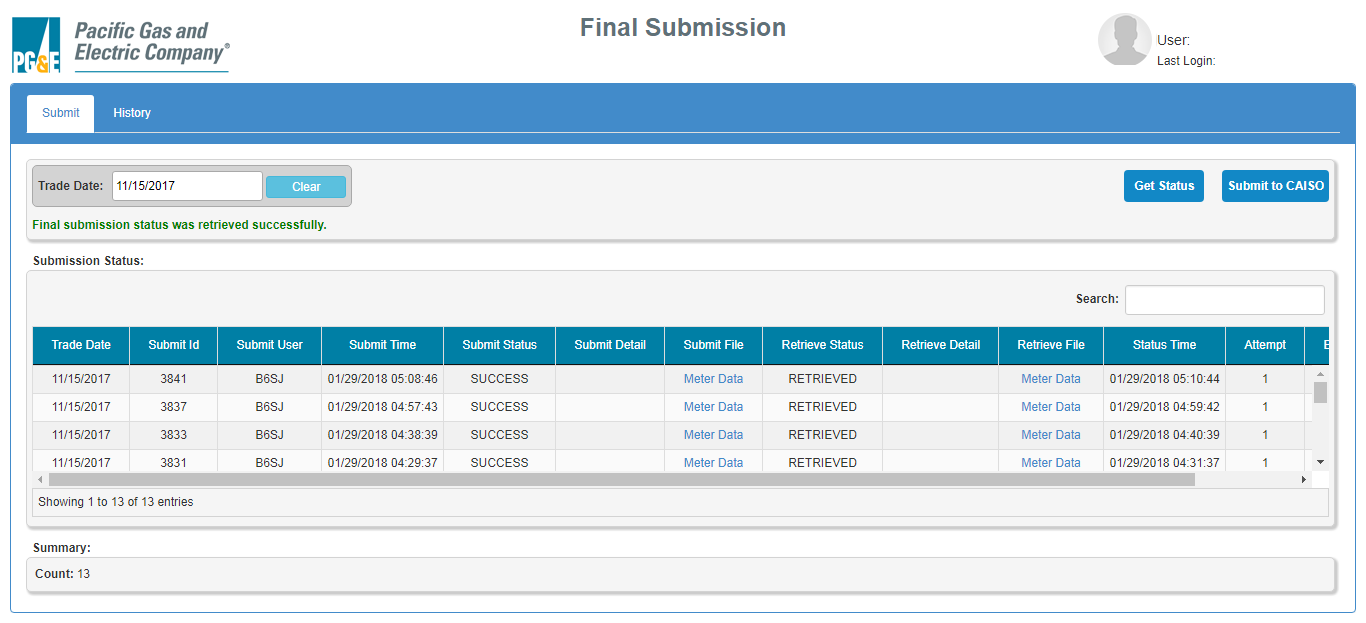 PG&E Pacific Gas and
Electric Company®
Final Submission
User:
Last Login:
Submit History
Trade Date: 11/15/2017 Clear Get Status Submit to CAISO
Final submission status was retrieved successfully.
Submission Status:
Search:
Trade Date Submit Id Submit User Submit Time Submit Status Submit Detail Submit File Retrieve Status Retrieve Detail Retrieve File Status Time Attempt E
11/15/2017 3841 B6SJ 01/29/2018 05:08:46 SUCCESS Meter Data RETRIEVED Meter Data 01/29/2018 05:10:44 1
11/15/2017 3837 B6SJ 01/29/2018 04:57:43 SUCCESS Meter Data RETRIEVED Meter Data 01/29/2018 04:59:42 1
11/15/2017 3833 B6SJ 01/29/2018 04:38:39 SUCCESS Meter Data RETRIEVED Meter Data 01/29/2018 04:40:39 1
11/15/2017 3831 B6SJ 01/29/2018 04:29:37 SUCCESS Meter Data RETRIEVED Meter Data 01/29/2018 04:31:37 1
Showing 1 to 13 of 13 entries
Summary:
Count: 13